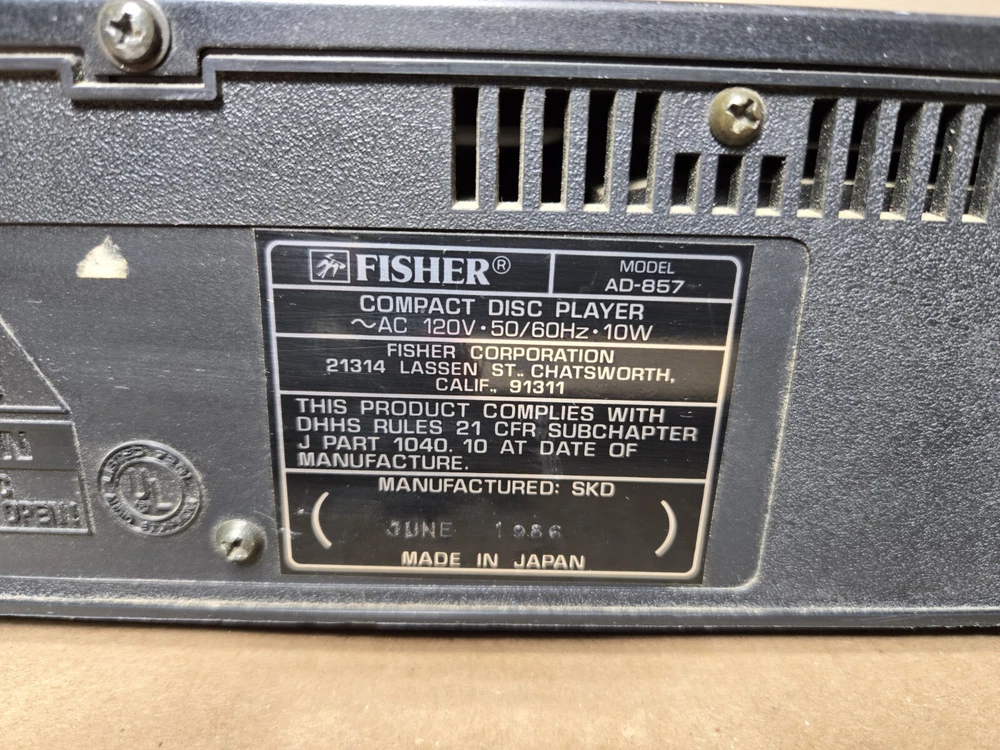 FISHER®
MODEL
AD-857
COMPACT DISC PLAYER
~AC 120V·50/60Hz·10W
FISHER CORPORATION
21314 LASSEN ST., CHATSWORTH,
CALIF., 91311
THIS PRODUCT COMPLIES WITH
DHHS RULES 21 CFR SUBCHAPTER
J PART 1040.10 AT DATE OF
MANUFACTURE.
MANUFACTURED: SKD
( JUNE 1986 )
MADE IN JAPAN
UL
OPEN